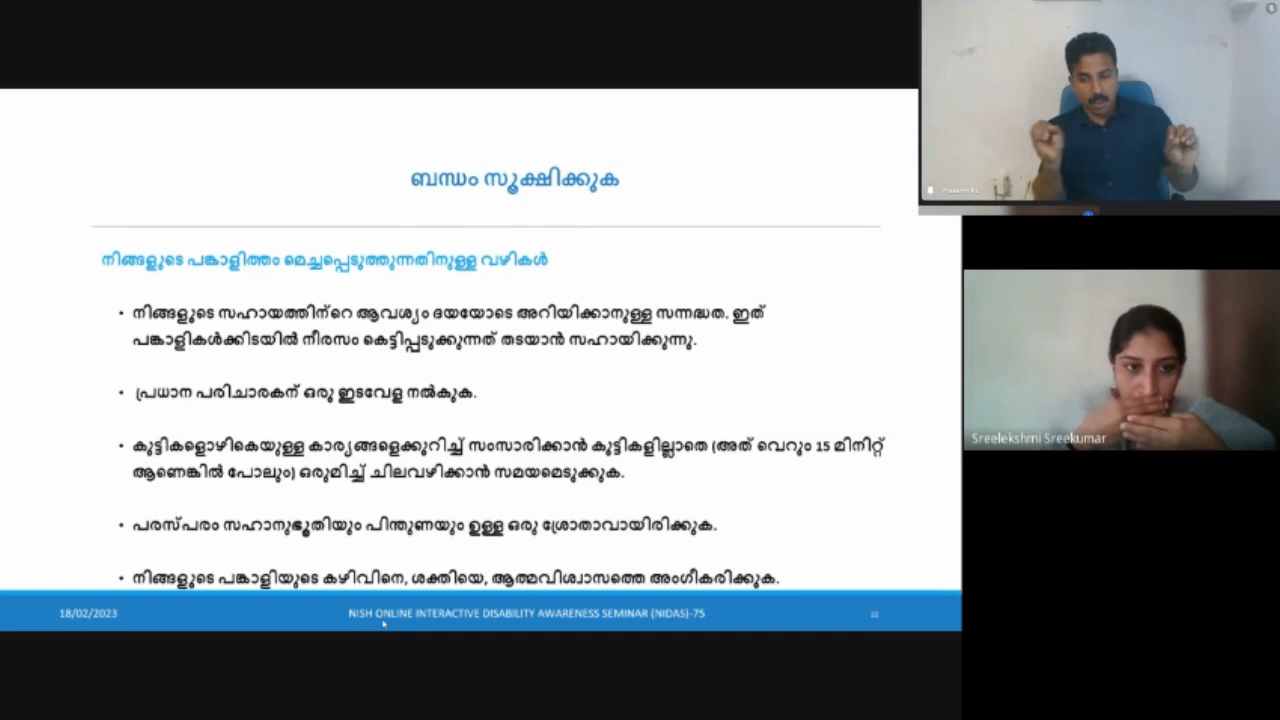 ബന്ധം സൂക്ഷിക്കുക
നിങ്ങളുടെ പങ്കാളിത്തം മെച്ചപ്പെടുത്തുന്നതിനുള്ള വഴികൾ
• നിങ്ങളുടെ സഹായത്തിന്റെ ആവശ്യം ദയയോടെ അറിയിക്കാനുള്ള സന്നദ്ധത. ഇത്
പങ്കാളികൾക്കിടയിൽ നീരസം കെട്ടിപ്പടുക്കുന്നത് തടയാൻ സഹായിക്കുന്നു.
• പ്രധാന പരിചാരകന് ഒരു ഇടവേള നൽകുക.
• കുട്ടികളൊഴികെയുള്ള കാര്യങ്ങളെക്കുറിച്ച് സംസാരിക്കാൻ കുട്ടികളില്ലാതെ (അത് വെറും 15 മിനിറ്റ്
ആണെങ്കിൽ പോലും) ഒരുമിച്ച് ചിലവഴിക്കാൻ സമയമെടുക്കുക.
• പരസ്പരം സഹാനുഭൂതിയും പിന്തുണയും ഉള്ള ഒരു ശ്രോതാവായിരിക്കുക.
• നിങ്ങളുടെ പങ്കാളിയുടെ കഴിവിനെ, ശക്തിയെ, ആത്മവിശ്വാസത്തെ അംഗീകരിക്കുക.
18/02/2023
NISH ONLINE INTERACTIVE DISABILITY AWARENESS SEMINAR (NIDAS)-75
22
Sreelekshmi Sreekumar